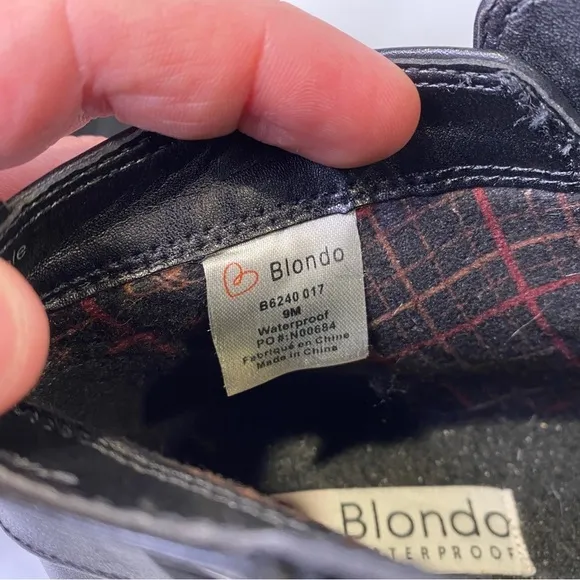 Blondo
B6240 017
9M
Waterproof
PO #:N00684
Fabriqué en Chine
Made in China
Blondo
WATERPROOF